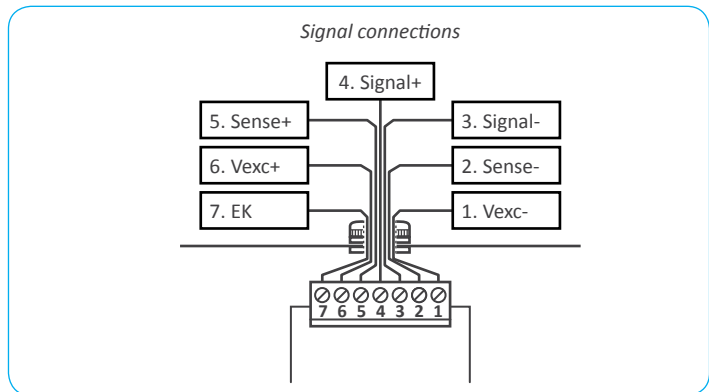 Signal connections
4. Signal+
5. Sense+
3. Signal-
6. Vexc+
2. Sense-
7. EK
1. Vexc-
7 6 5 4 3 2 1